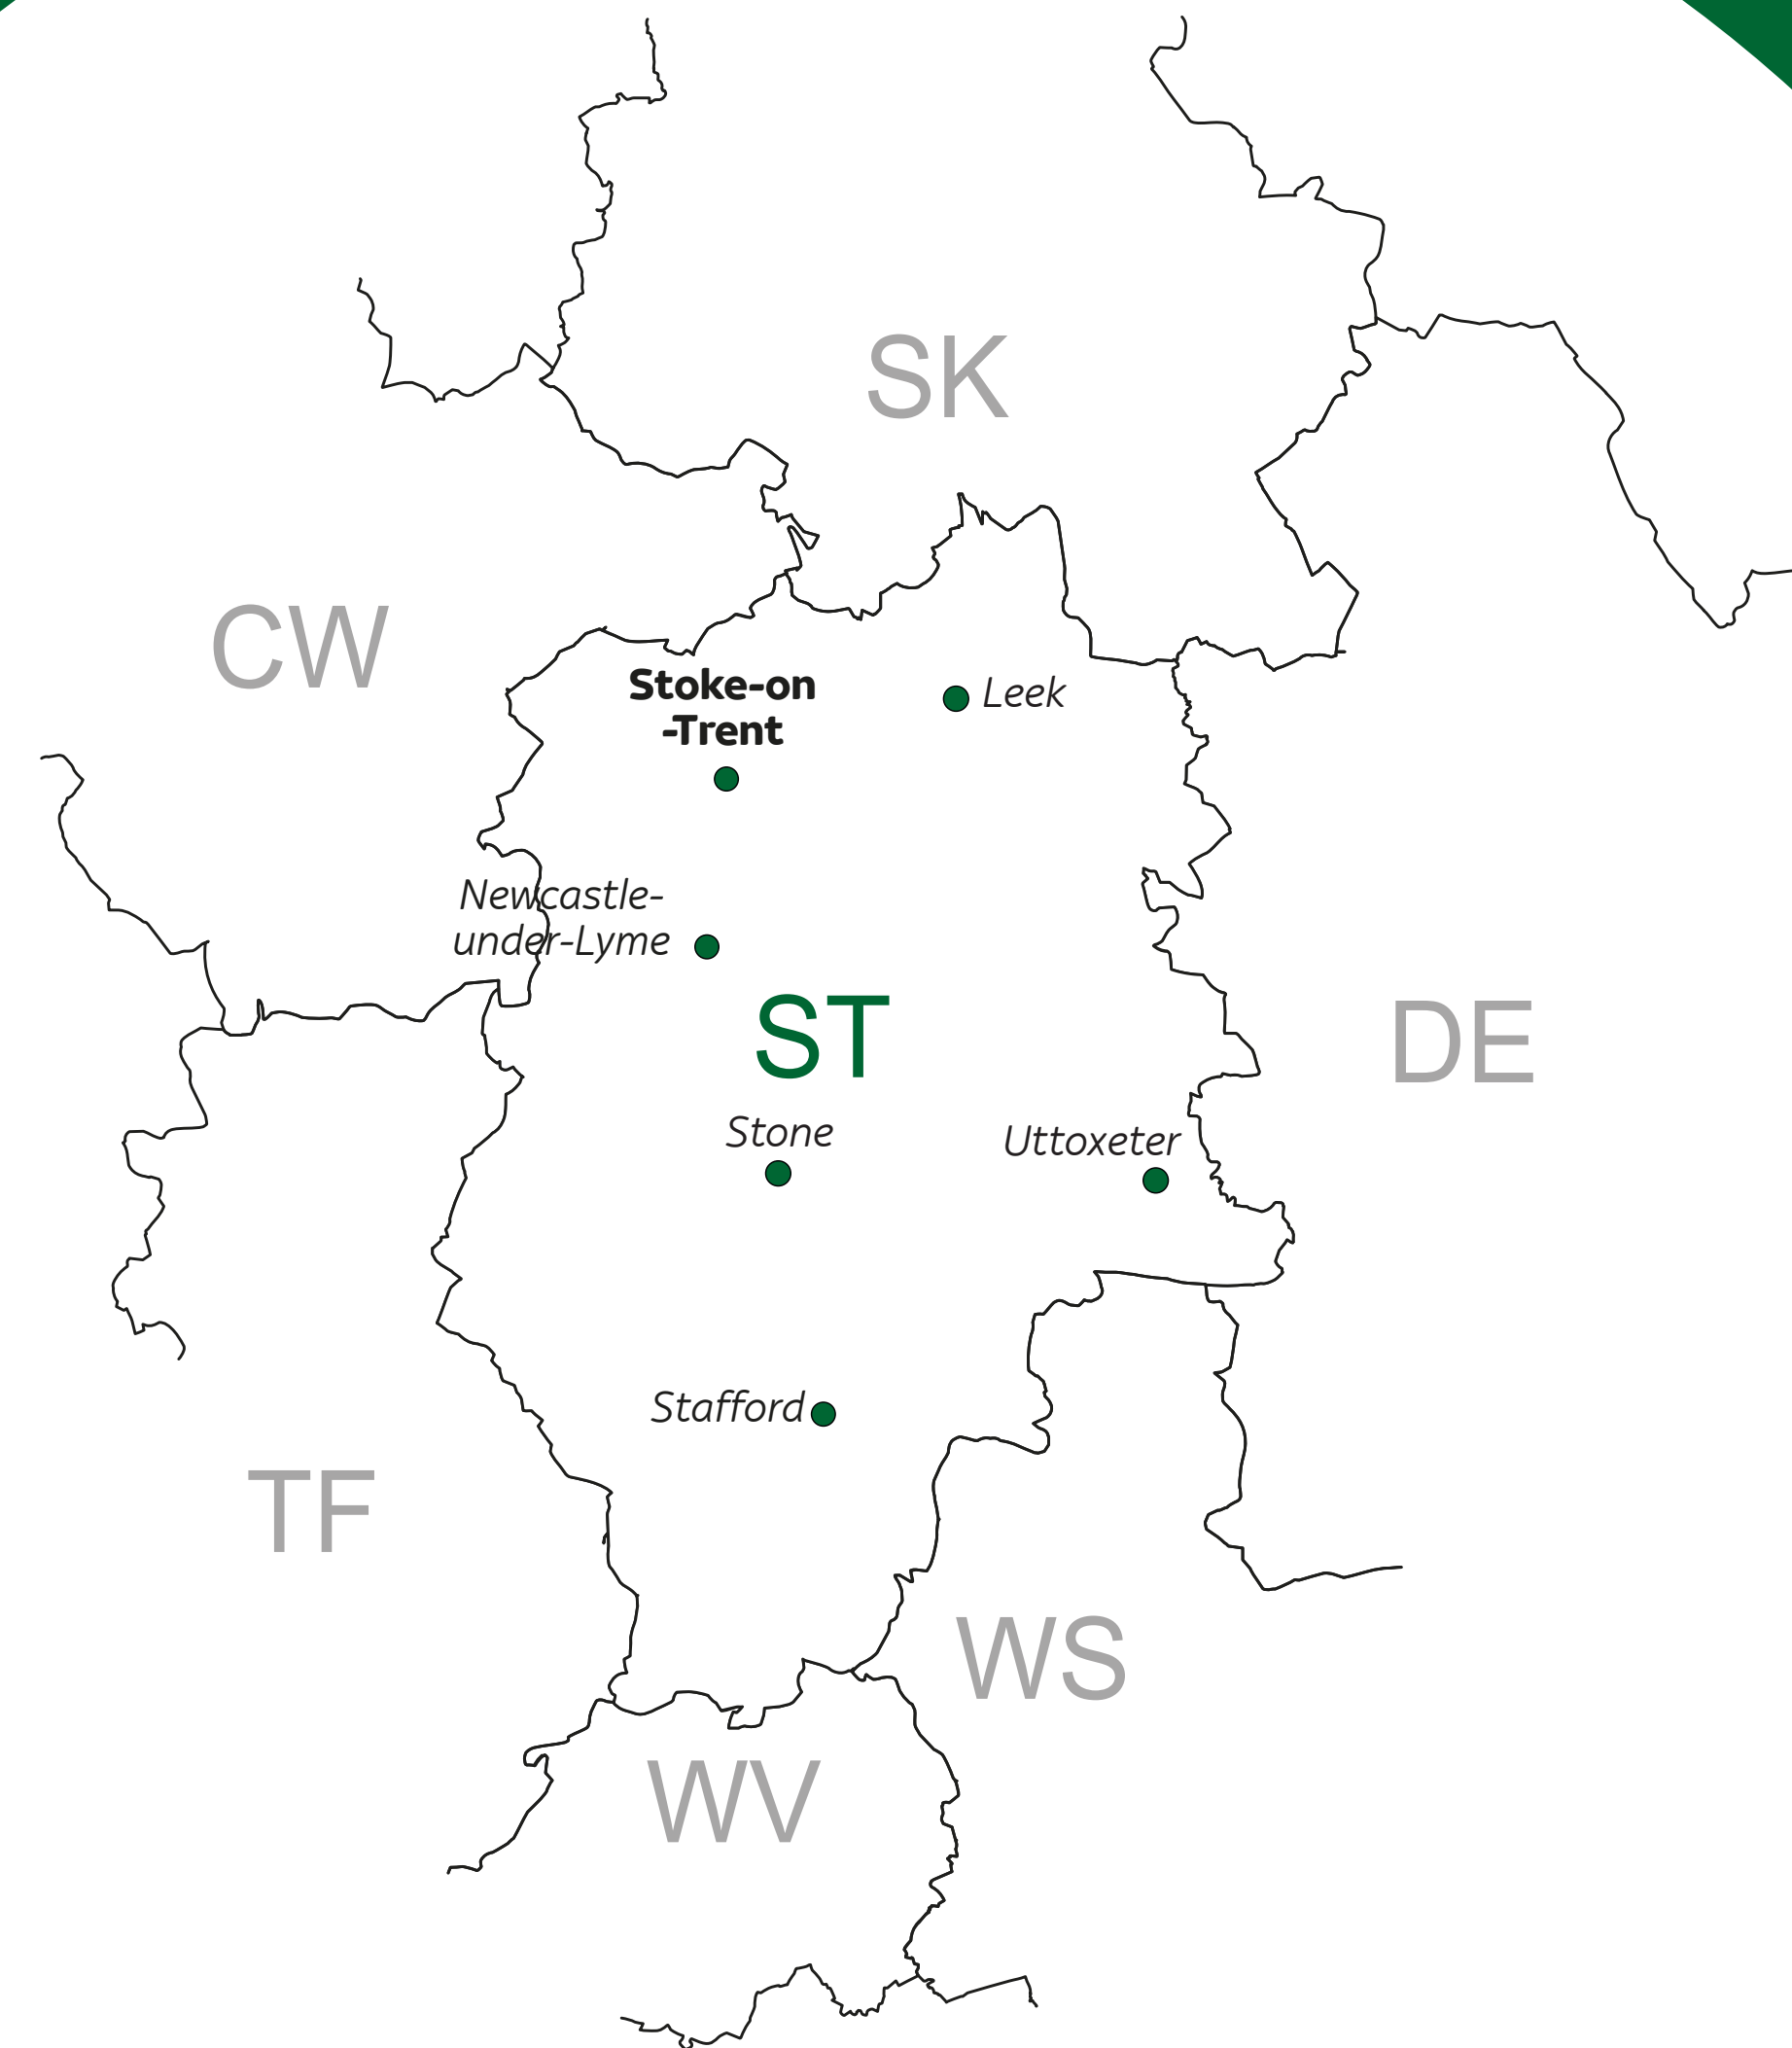 SK
CW
Stoke-on
-Trent
Leek
Newcastle-
under-Lyme
ST
DE
Stone
Uttoxeter
Stafford
TF
WS
WV